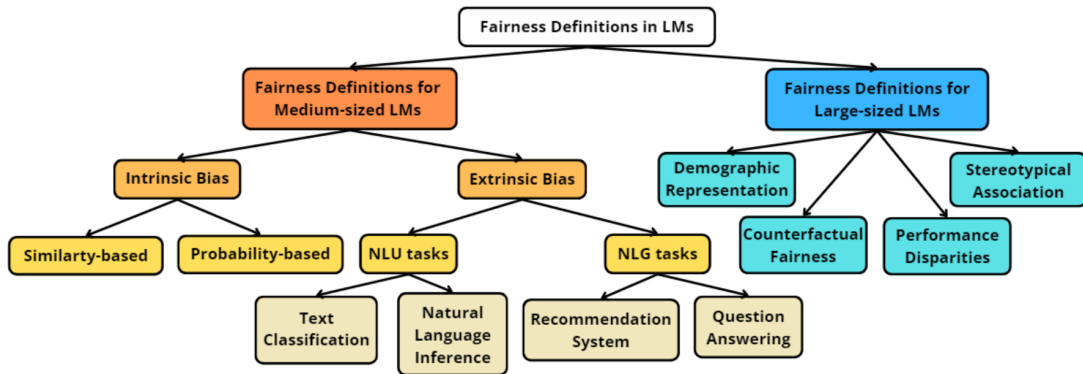 Fairness Definitions in LMs
Fairness Definitions for
Medium-sized LMs
Fairness Definitions for
Large-sized LMs
Intrinsic Bias
Extrinsic Bias
Demographic
Representation
Stereotypical
Association
Similarty-based
Probability-based
NLU tasks
NLG tasks
Counterfactual
Fairness
Performance
Disparities
Text
Classification
Natural
Language
Inference
Recommendation
System
Question
Answering